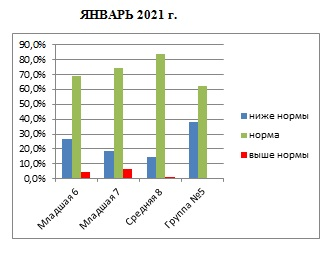 ЯНВАРЬ 2021 г.
90,0%
80,0%
70,0%
60,0%
50,0%
40,0%
30,0%
20,0%
10,0%
0,0%
Младшая 6
Младшая 7
Средняя 8
Группа №5
ниже нормы
норма
выше нормы